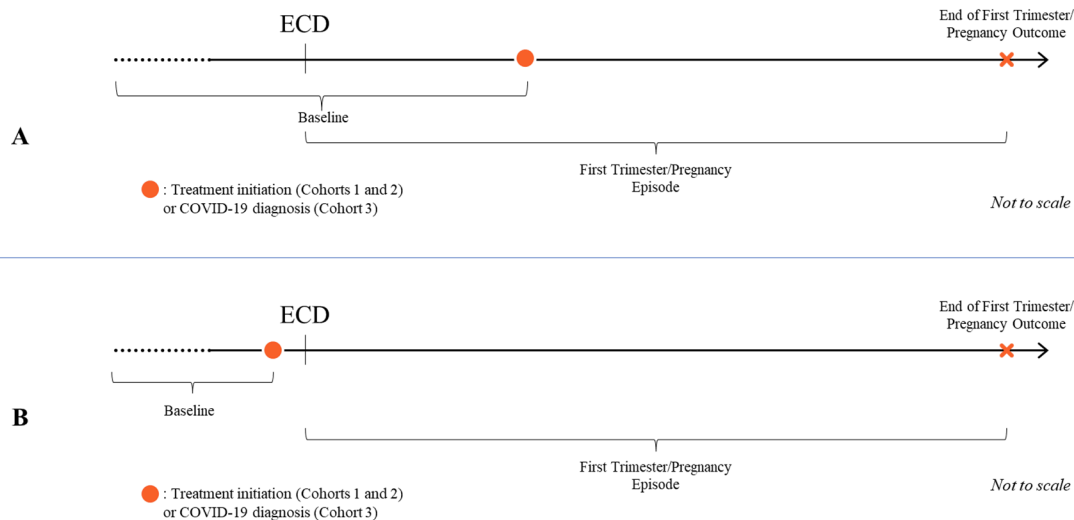 End of First Trimester/
Pregnancy Outcome
ECD
Baseline
A
First Trimester/Pregnancy
Episode
: Treatment initiation (Cohorts 1 and 2)
or COVID-19 diagnosis (Cohort 3)
Not to scale
End of First Trimester/
Pregnancy Outcome
ECD
Baseline
B
First Trimester/Pregnancy
Episode
: Treatment initiation (Cohorts 1 and 2)
or COVID-19 diagnosis (Cohort 3)
Not to scale